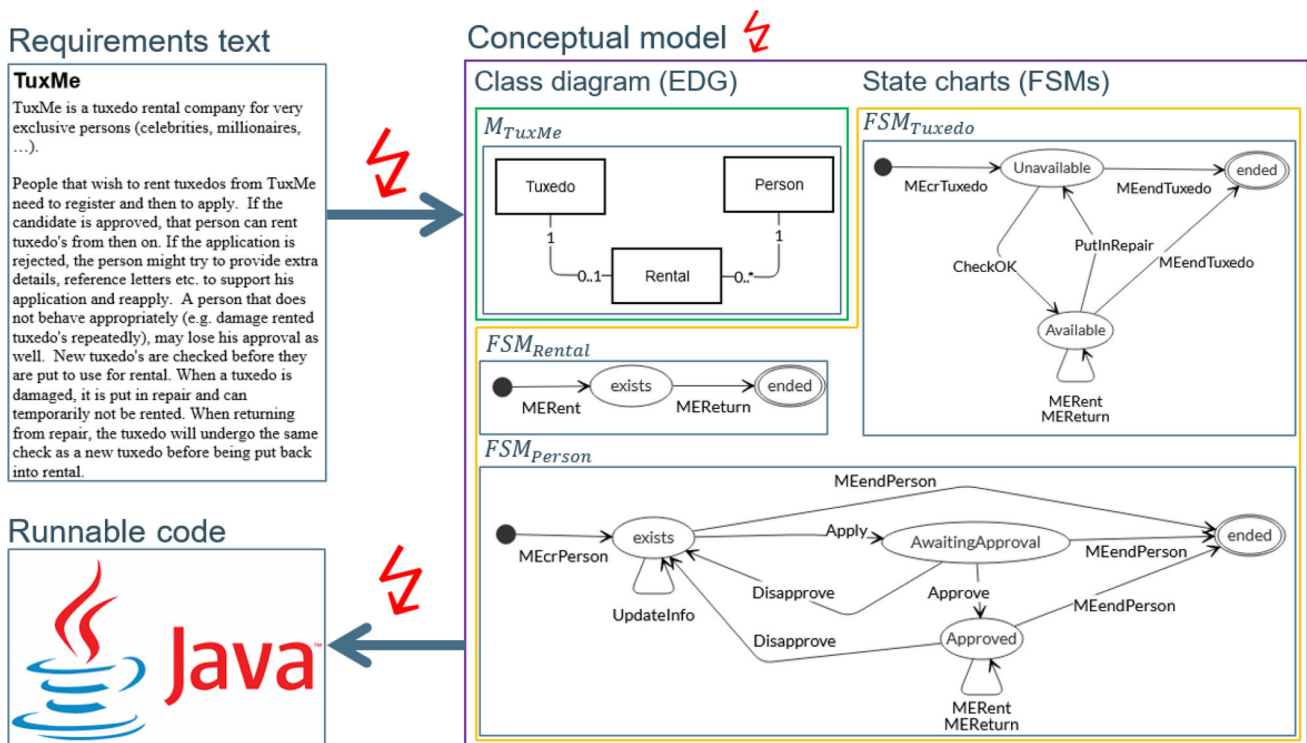 Requirements text
TuxMe
TuxMe is a tuxedo rental company for very
exclusive persons (celebrities, millionaires,
…).
People that wish to rent tuxedos from TuxMe
need to register and then to apply.  If the
candidate is approved, that person can rent
tuxedo's from then on. If the application is
rejected, the person might try to provide extra
details, reference letters etc. to support his
application and reapply.  A person that does
not behave appropriately (e.g. damage rented
tuxedo's repeatedly), may lose his approval as
well.  New tuxedo's are checked before they
are put to use for rental. When a tuxedo is
damaged, it is put in repair and can
temporarily not be rented. When returning
from repair, the tuxedo will undergo the same
check as a new tuxedo before being put back
into rental.
Runnable code
Java™
Conceptual model
Class diagram (EDG)
M_TuxMe
Tuxedo
Person
1
1
0..1
Rental
0..*
State charts (FSMs)
FSM_Tuxedo
Unavailable
ended
MEcrTuxedo
MEendTuxedo
PutInRepair
CheckOK
MEendTuxedo
Available
MERent
MEReturn
FSM_Rental
exists
ended
MERent
MEReturn
FSM_Person
MEendPerson
exists
Apply
AwaitingApproval
ended
MEcrPerson
MEendPerson
Disapprove
Approve
UpdateInfo
MEendPerson
Disapprove
Approved
MERent
MEReturn